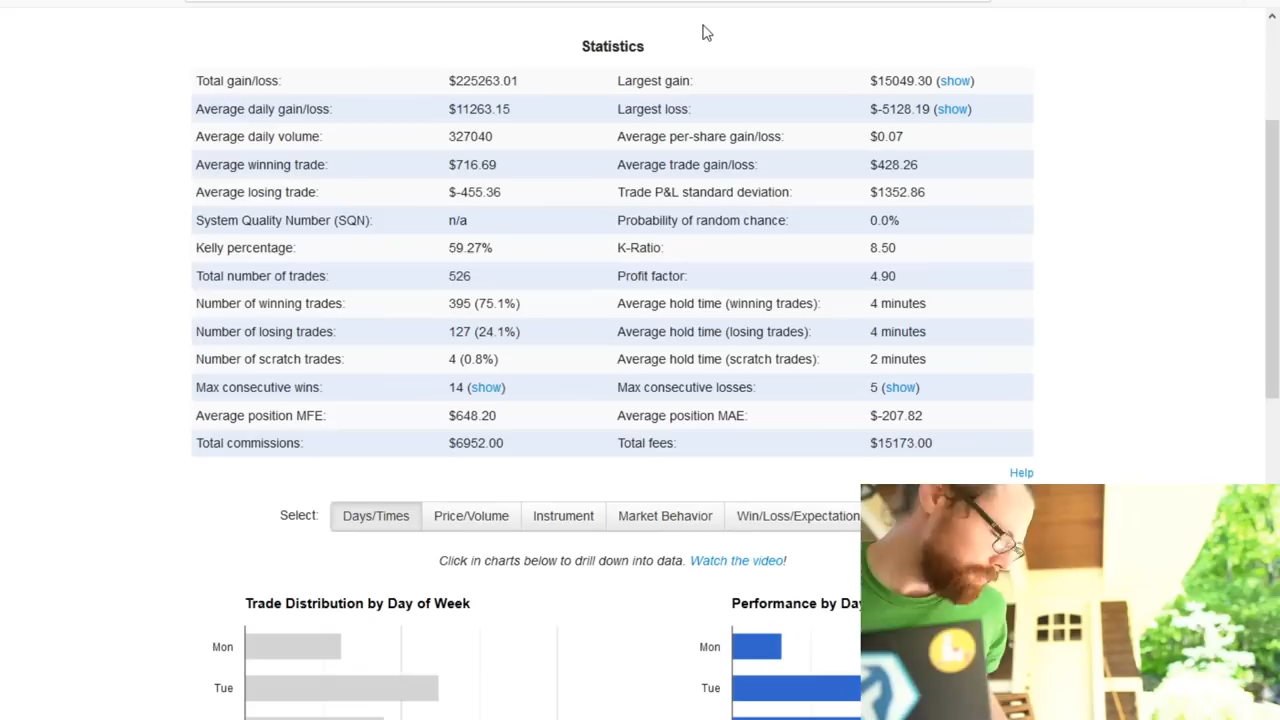 Statistics
Total gain/loss: $225263.01 Largest gain: $15049.30 (show)
Average daily gain/loss: $11263.15 Largest loss: $-5128.19 (show)
Average daily volume: 327040 Average per-share gain/loss: $0.07
Average winning trade: $716.69 Average trade gain/loss: $428.26
Average losing trade: $-455.36 Trade P&L standard deviation: $1352.86
System Quality Number (SQN): n/a Probability of random chance: 0.0%
Kelly percentage: 59.27% K-Ratio: 8.50
Total number of trades: 526 Profit factor: 4.90
Number of winning trades: 395 (75.1%) Average hold time (winning trades): 4 minutes
Number of losing trades: 127 (24.1%) Average hold time (losing trades): 4 minutes
Number of scratch trades: 4 (0.8%) Average hold time (scratch trades): 2 minutes
Max consecutive wins: 14 (show) Max consecutive losses: 5 (show)
Average position MFE: $648.20 Average position MAE: $-207.82
Total commissions: $6952.00 Total fees: $15173.00
Help
Select: Days/Times Price/Volume Instrument Market Behavior Win/Loss/Expectation
Click in charts below to drill down into data. Watch the video!
Trade Distribution by Day of Week Performance by Day
Mon Mon
Tue Tue